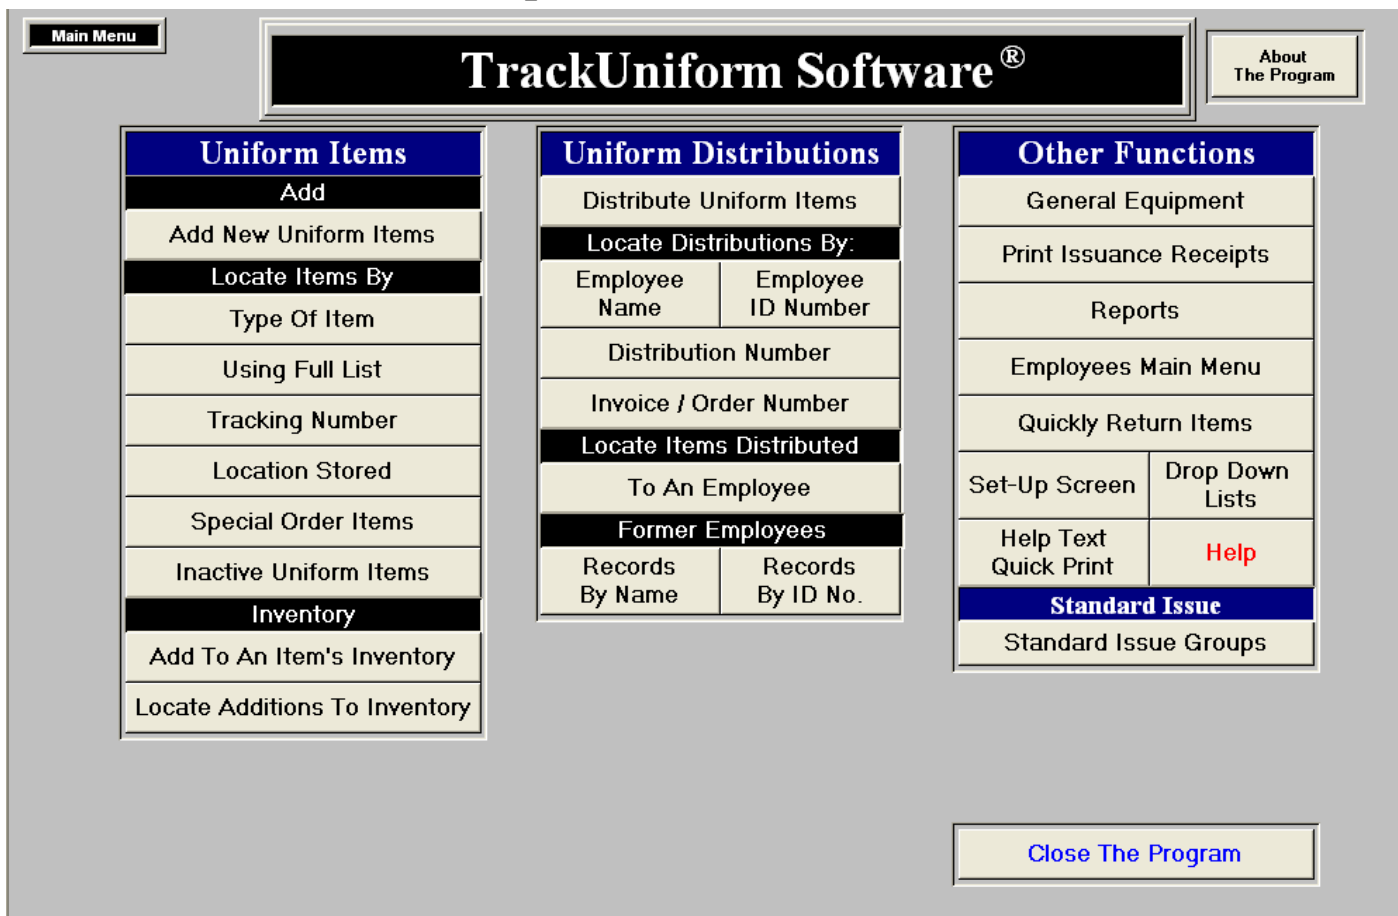 Main Menu
TrackUniform Software®
About
The Program
Uniform Items
Add
Add New Uniform Items
Locate Items By
Type Of Item
Using Full List
Tracking Number
Location Stored
Special Order Items
Inactive Uniform Items
Inventory
Add To An Item's Inventory
Locate Additions To Inventory
Uniform Distributions
Distribute Uniform Items
Locate Distributions By:
Employee
Name
Employee
ID Number
Distribution Number
Invoice / Order Number
Locate Items Distributed
To An Employee
Former Employees
Records
By Name
Records
By ID No.
Other Functions
General Equipment
Print Issuance Receipts
Reports
Employees Main Menu
Quickly Return Items
Set-Up Screen
Drop Down
Lists
Help Text
Quick Print
Help
Standard Issue
Standard Issue Groups
Close The Program